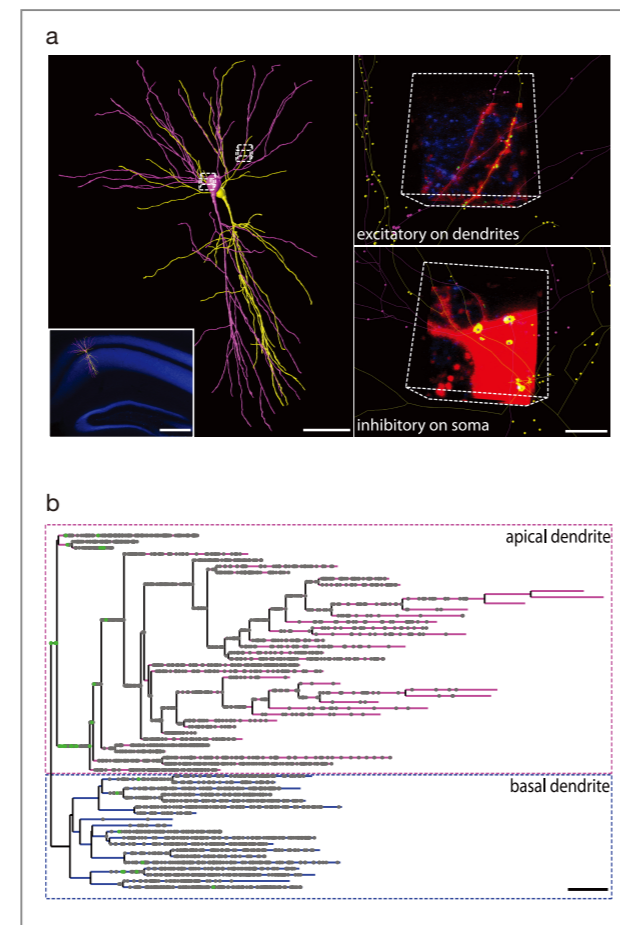 a
excitatory on dendrites
inhibitory on soma
b
apical dendrite
basal dendrite